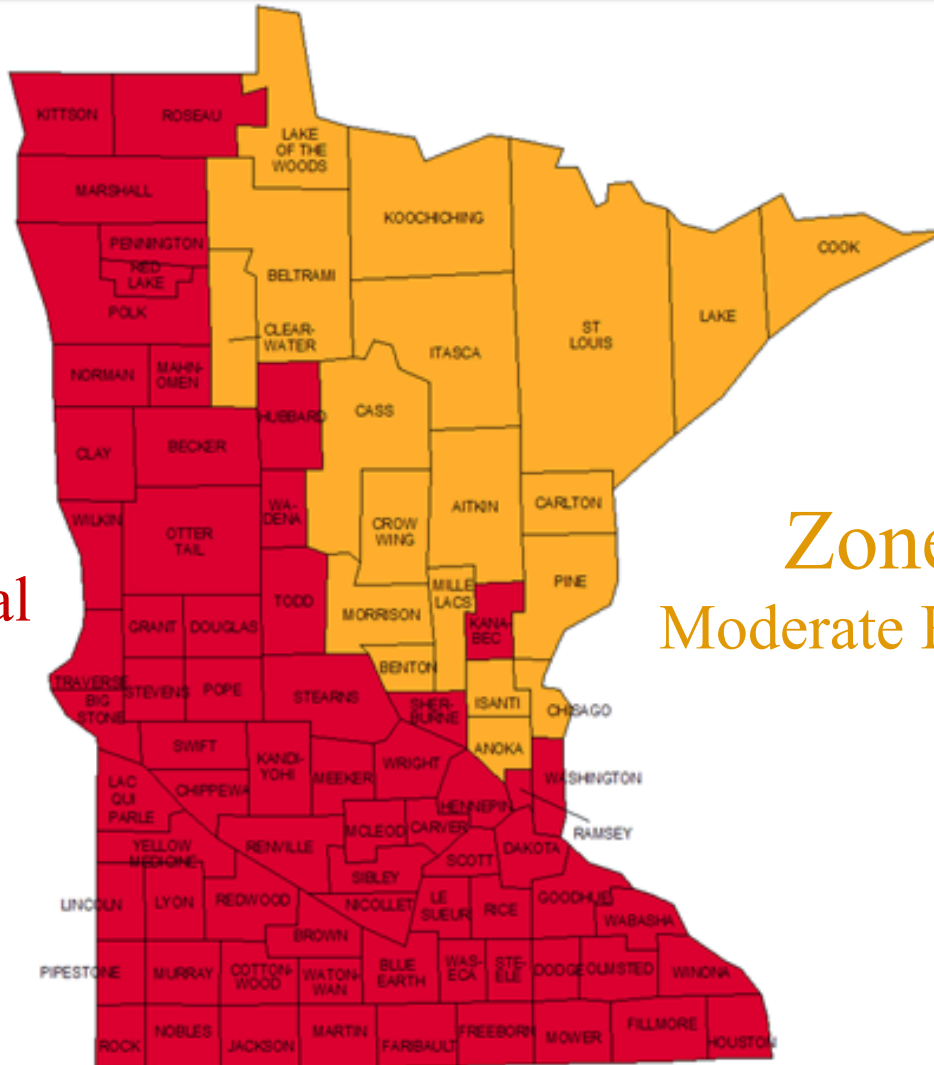 KITTSON
ROSEAU
LAKE
OF THE
WOODS
MARSHALL
KOOCHICHING
PENNINGTON
RED
LAKE
BELTRAMI
COOK
POLK
CLEAR-
WATER
ST
LOUIS
LAKE
ITASCA
NORMAN
MAHN-
OMEN
HUBBARD
CASS
CLAY
BECKER
WILKIN
OTTER
TAIL
WA-
DENA
CROW
WING
AITKIN
CARLTON
Zone
al
Moderate
TODD
MORRISON
MILLE
LACS
KANA-
BEC
PINE
GRANT
DOUGLAS
BENTON
TRAVERSE
BIG
STONE
STEVENS
POPE
STEARNS
SHER-
BURNE
ISANTI
CHISAGO
SWIFT
KANDI-
YOHI
MEEKER
WRIGHT
ANOKA
WASHINGTON
LAC
QUI
PARLE
CHIPPEWA
HENNEPIN
RAMSEY
YELLOW
MEDICINE
RENVILLE
MCLEOD
CARVER
SCOTT
DAKOTA
SIBLEY
LINCOLN
LYON
REDWOOD
NICOLLET
LE
SUEUR
RICE
GOODHUE
WABASHA
BROWN
PIPESTONE
MURRAY
COTTON-
WOOD
WATON-
WAN
BLUE
EARTH
WAS-
ECA
STE-
ELE
DODGE
OLMSTED
WINONA
ROCK
NOBLES
JACKSON
MARTIN
FARIBAULT
FREEBORN
MOWER
FILLMORE
HOUSTON